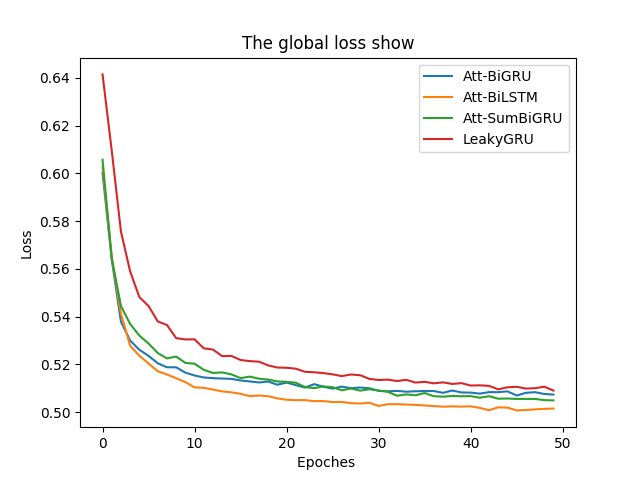 The global loss show
Att-BiGRU
Att-BiLSTM
Att-SumBiGRU
LeakyGRU
Loss
0.64
0.62
0.60
0.58
0.56
0.54
0.52
0.50
0 10 20 30 40 50
Epoches